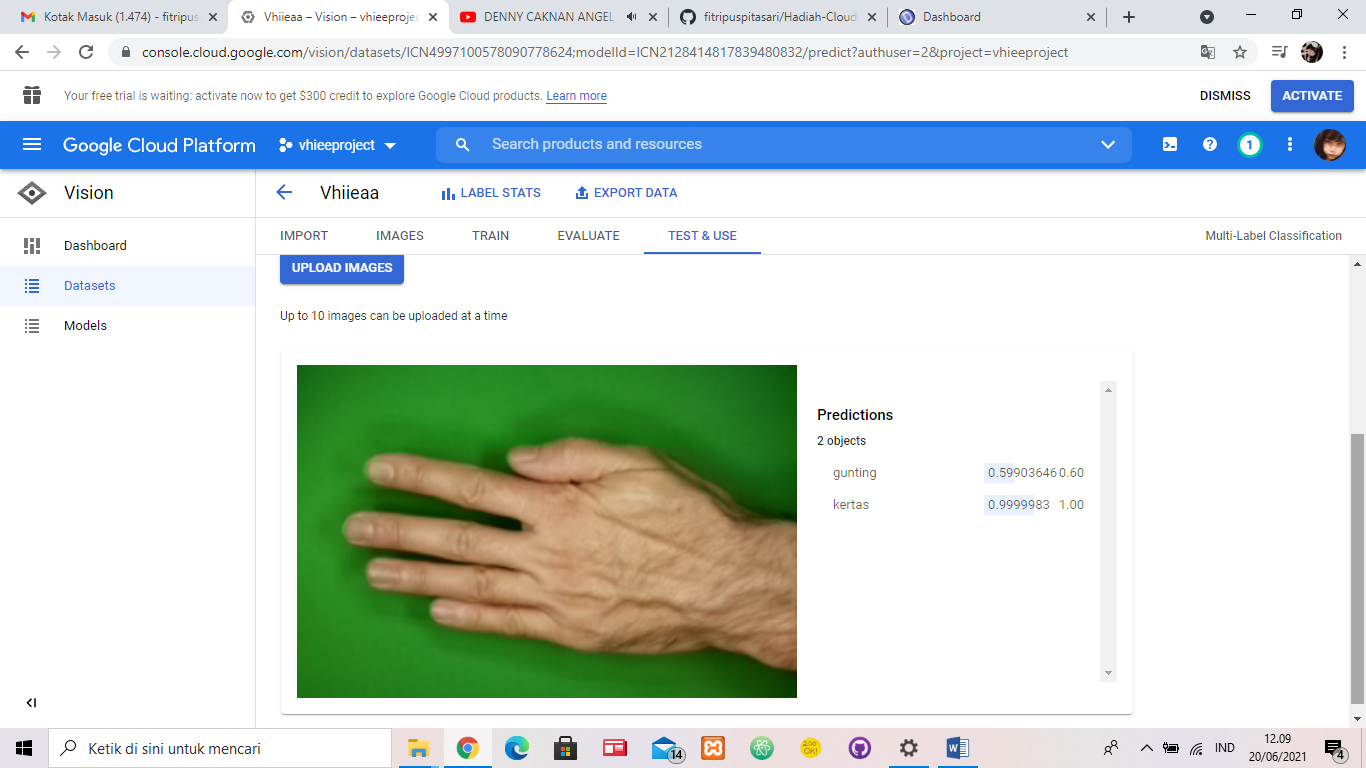 Kotak Masuk (1.474) - fitripus
Vhiieaa – Vision – vhieeprojec
DENNY CAKNAN ANGEL
fitripuspitasari/Hadiah-Cloud
Dashboard
console.cloud.google.com/vision/datasets/ICN4997100578090778624;modelId=ICN2128414817839480832/predict?authuser=2&project=vhieeproject
Your free trial is waiting: activate now to get $300 credit to explore Google Cloud products. Learn more
DISMISS
ACTIVATE
Google Cloud Platform
vhieeproject
Search products and resources
1
Vision
Vhiieaa
LABEL STATS
EXPORT DATA
Dashboard
Datasets
Models
IMPORT
IMAGES
TRAIN
EVALUATE
TEST & USE
Multi-Label Classification
UPLOAD IMAGES
Up to 10 images can be uploaded at a time
Predictions
2 objects
gunting 0.59903646 0.60
kertas 0.9999983 1.00
Ketik di sini untuk mencari
14
IND
12.09
20/06/2021
4